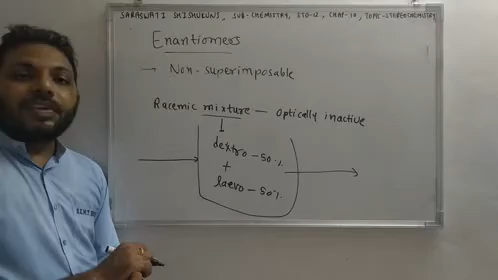 SARASWATI SHISHUKUNJ, SUB-CHEMISTRY, STD-12, CHAP-10, TOPIC-STEREOCHEMISTRY
Enantiomers
→ Non-superimposable
Racemic mixture — optically inactive
dextro - 50%
+
laevo - 50%